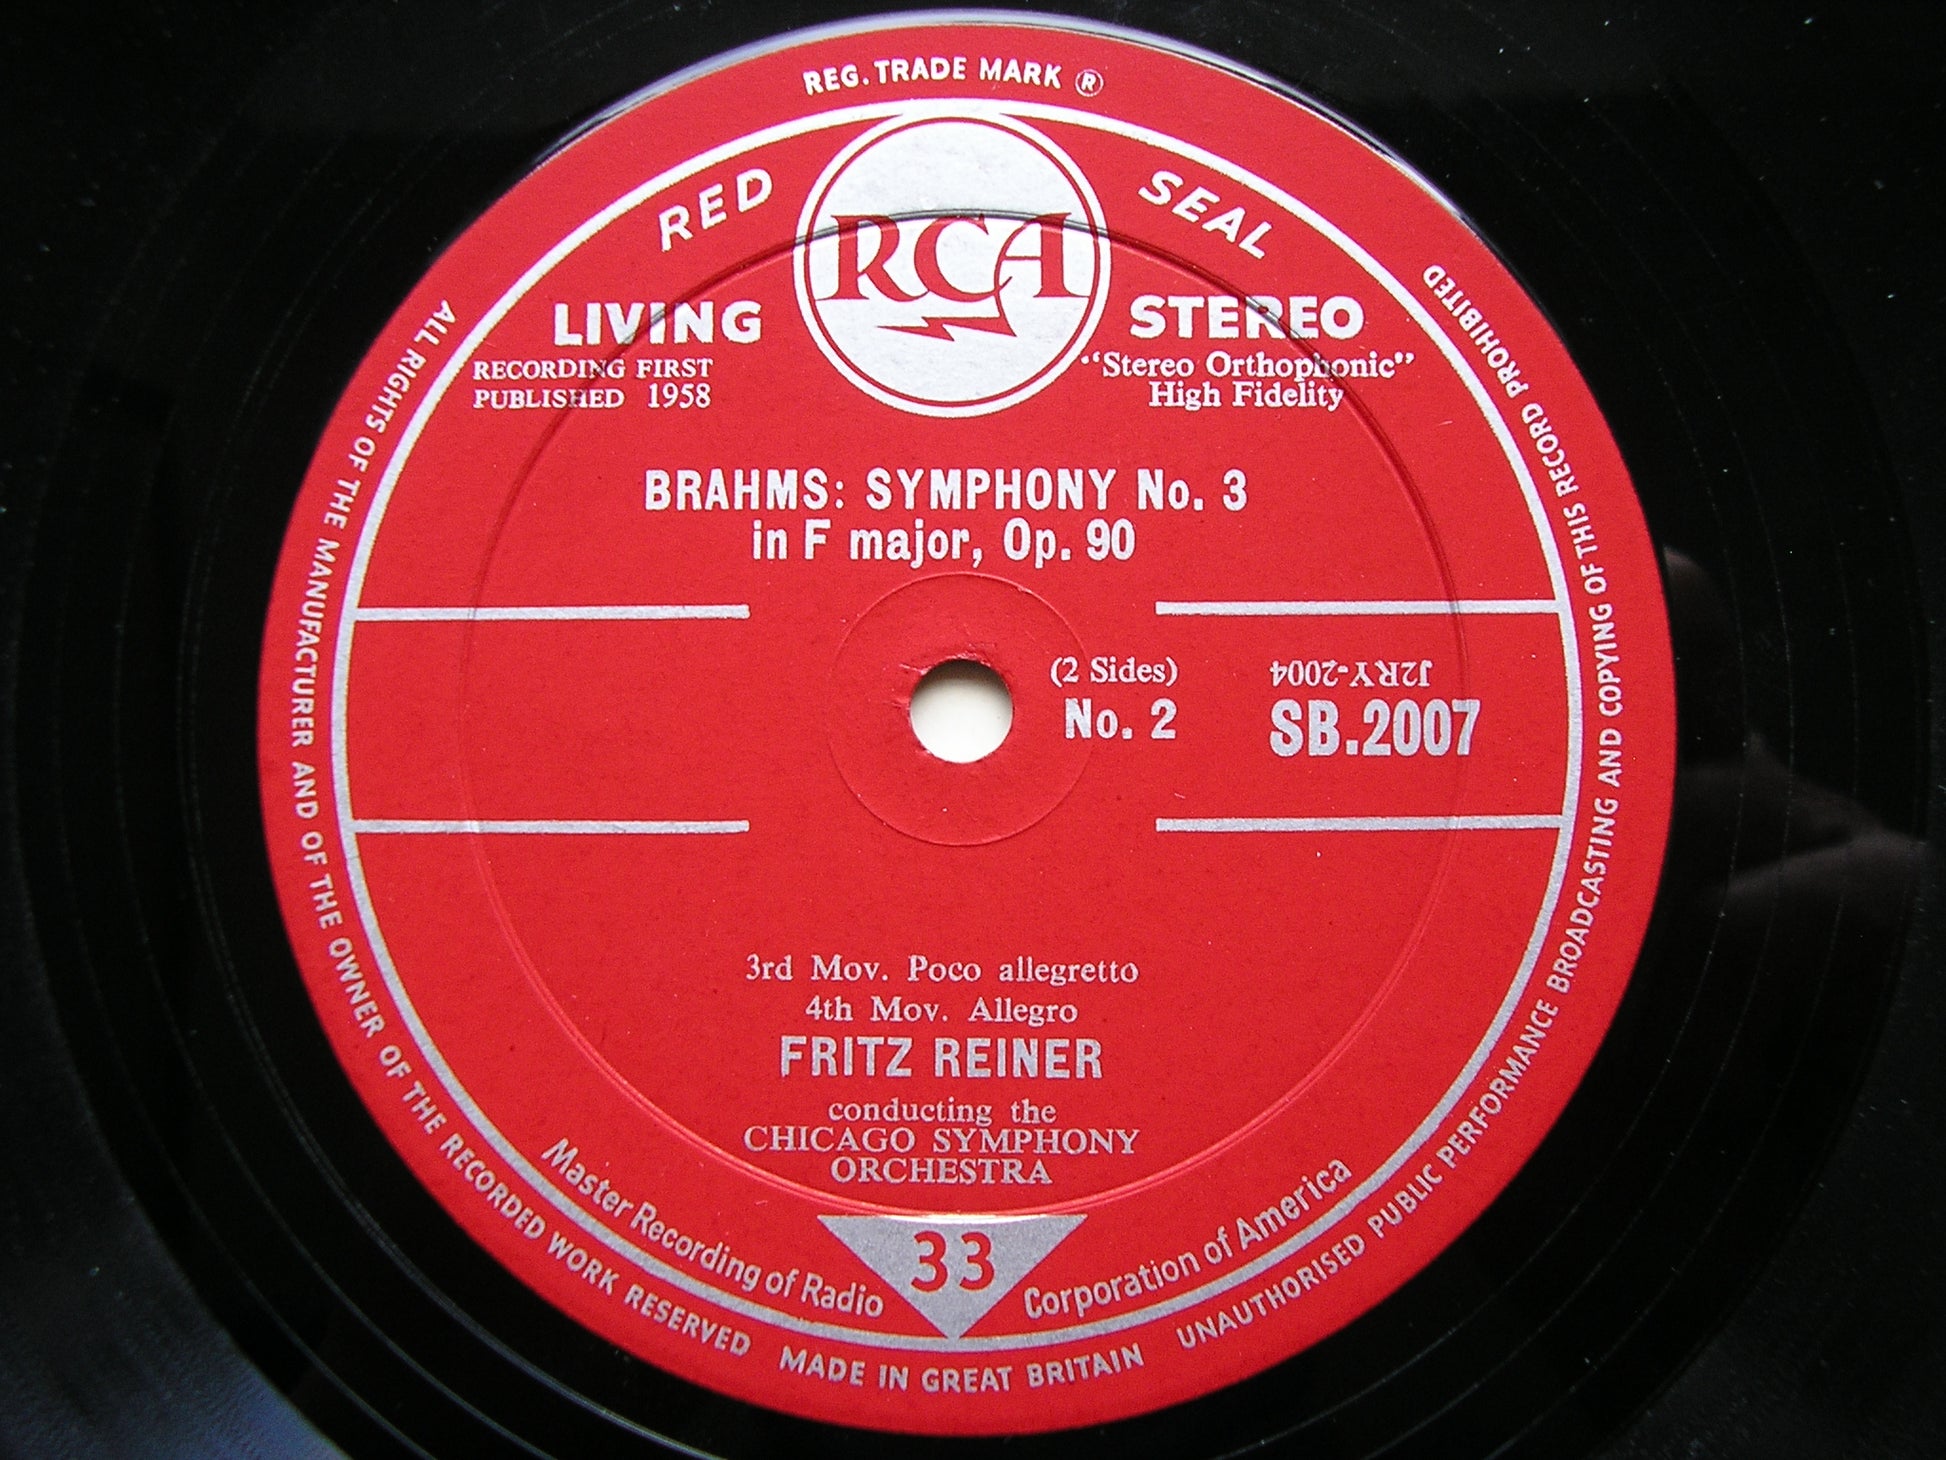 REG. TRADE MARK ®
RED SEAL
RCA
LIVING STEREO
RECORDING FIRST
PUBLISHED 1958
"Stereo Orthophonic"
High Fidelity
BRAHMS: SYMPHONY No. 3
in F major, Op. 90
(2 Sides)
No. 2
J2RY-2004
SB.2007
3rd Mov. Poco allegretto
4th Mov. Allegro
FRITZ REINER
conducting the
CHICAGO SYMPHONY
ORCHESTRA
33
Master Recording of Radio Corporation of America
ALL RIGHTS OF THE MANUFACTURER AND OF THE OWNER OF THE RECORDED WORK RESERVED
MADE IN GREAT BRITAIN
UNAUTHORISED PUBLIC PERFORMANCE BROADCASTING AND COPYING OF THIS RECORD PROHIBITED